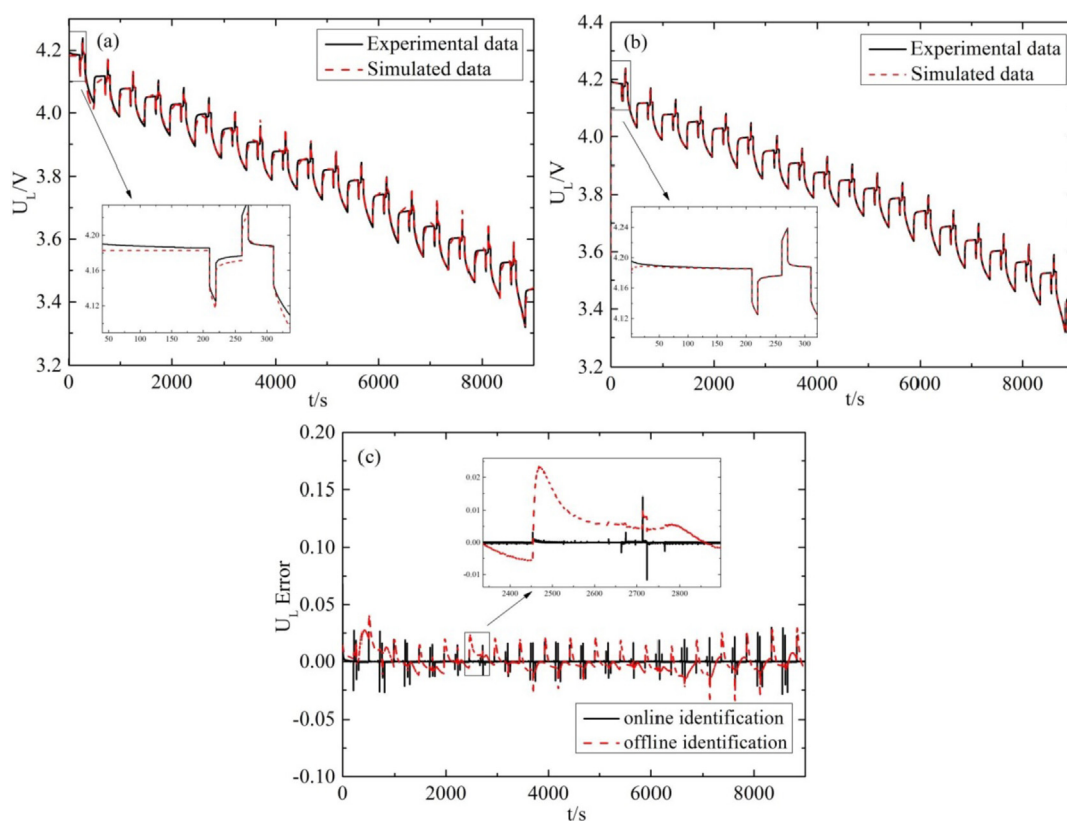 (a)
Experimental data
Simulated data
U_L/V
4.2
4.0
3.8
3.6
3.4
3.2
4.20
4.16
4.12
50 100 150 200 250 300
0 2000 4000 6000 8000
t/s
(b)
Experimental data
Simulated data
U_L/V
4.4
4.2
4.0
3.8
3.6
3.4
3.2
4.24
4.20
4.16
4.12
50 100 150 200 250 300
0 2000 4000 6000 8000
t/s
(c)
U_L Error
0.20
0.15
0.10
0.05
0.00
-0.05
-0.10
0.02
0.01
0.00
-0.01
2400 2500 2600 2700 2800
online identification
offline identification
0 2000 4000 6000 8000
t/s